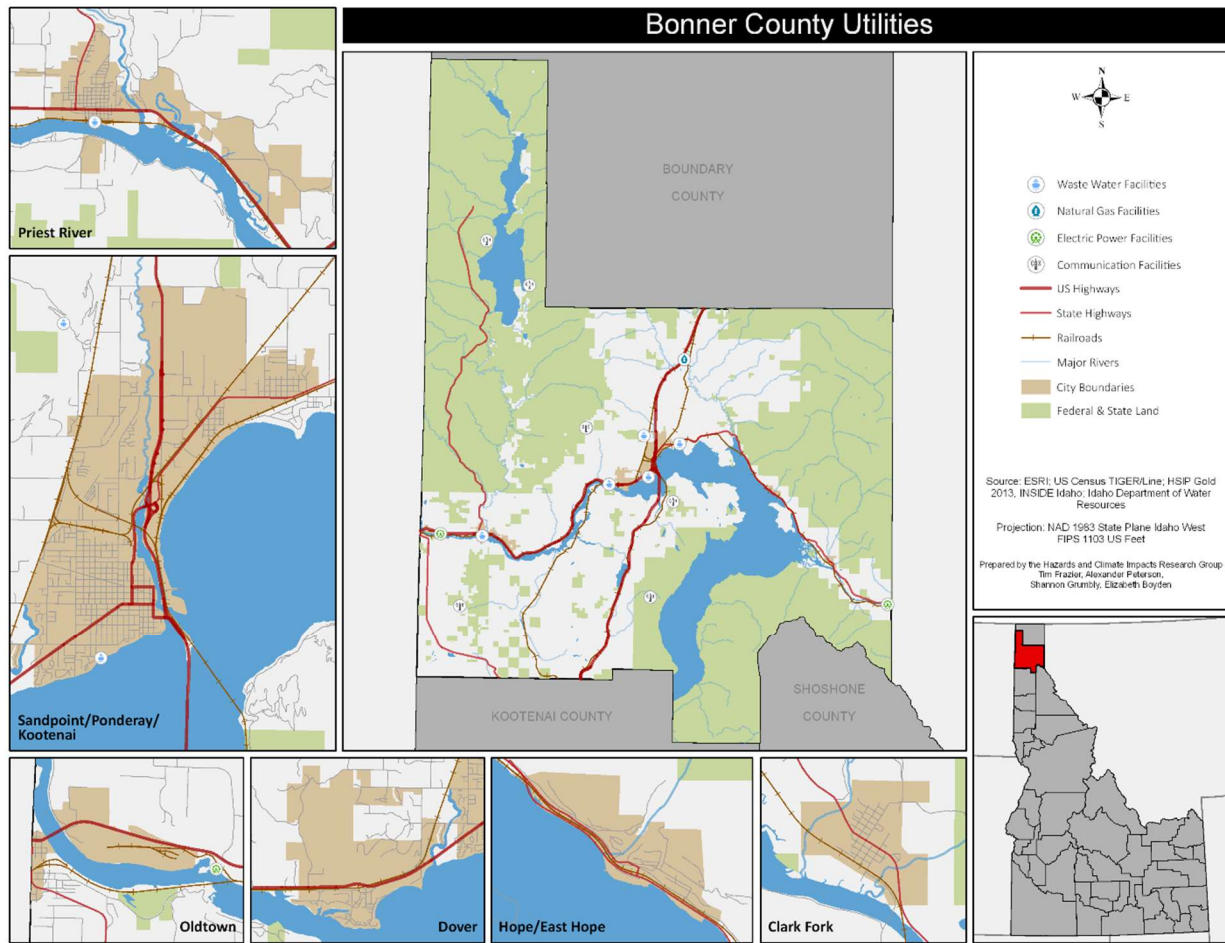 Bonner County Utilities
Priest River
Sandpoint/Ponderay/
Kootenai
BOUNDARY
COUNTY
KOOTENAI COUNTY
SHOSHONE
COUNTY
N
W
E
S
Waste Water Facilities
Natural Gas Facilities
Electric Power Facilities
Communication Facilities
US Highways
State Highways
Railroads
Major Rivers
City Boundaries
Federal & State Land
Source: ESRI; US Census TIGER/Line; HSIP Gold
2013, INSIDE Idaho; Idaho Department of Water
Resources
Projection: NAD 1983 State Plane Idaho West
FIPS 1103 US Feet
Prepared by the Hazards and Climate Impacts Research Group
Tim Frazier, Alexander Peterson,
Shannon Grumbly, Elizabeth Boyden
Oldtown
Dover
Hope/East Hope
Clark Fork